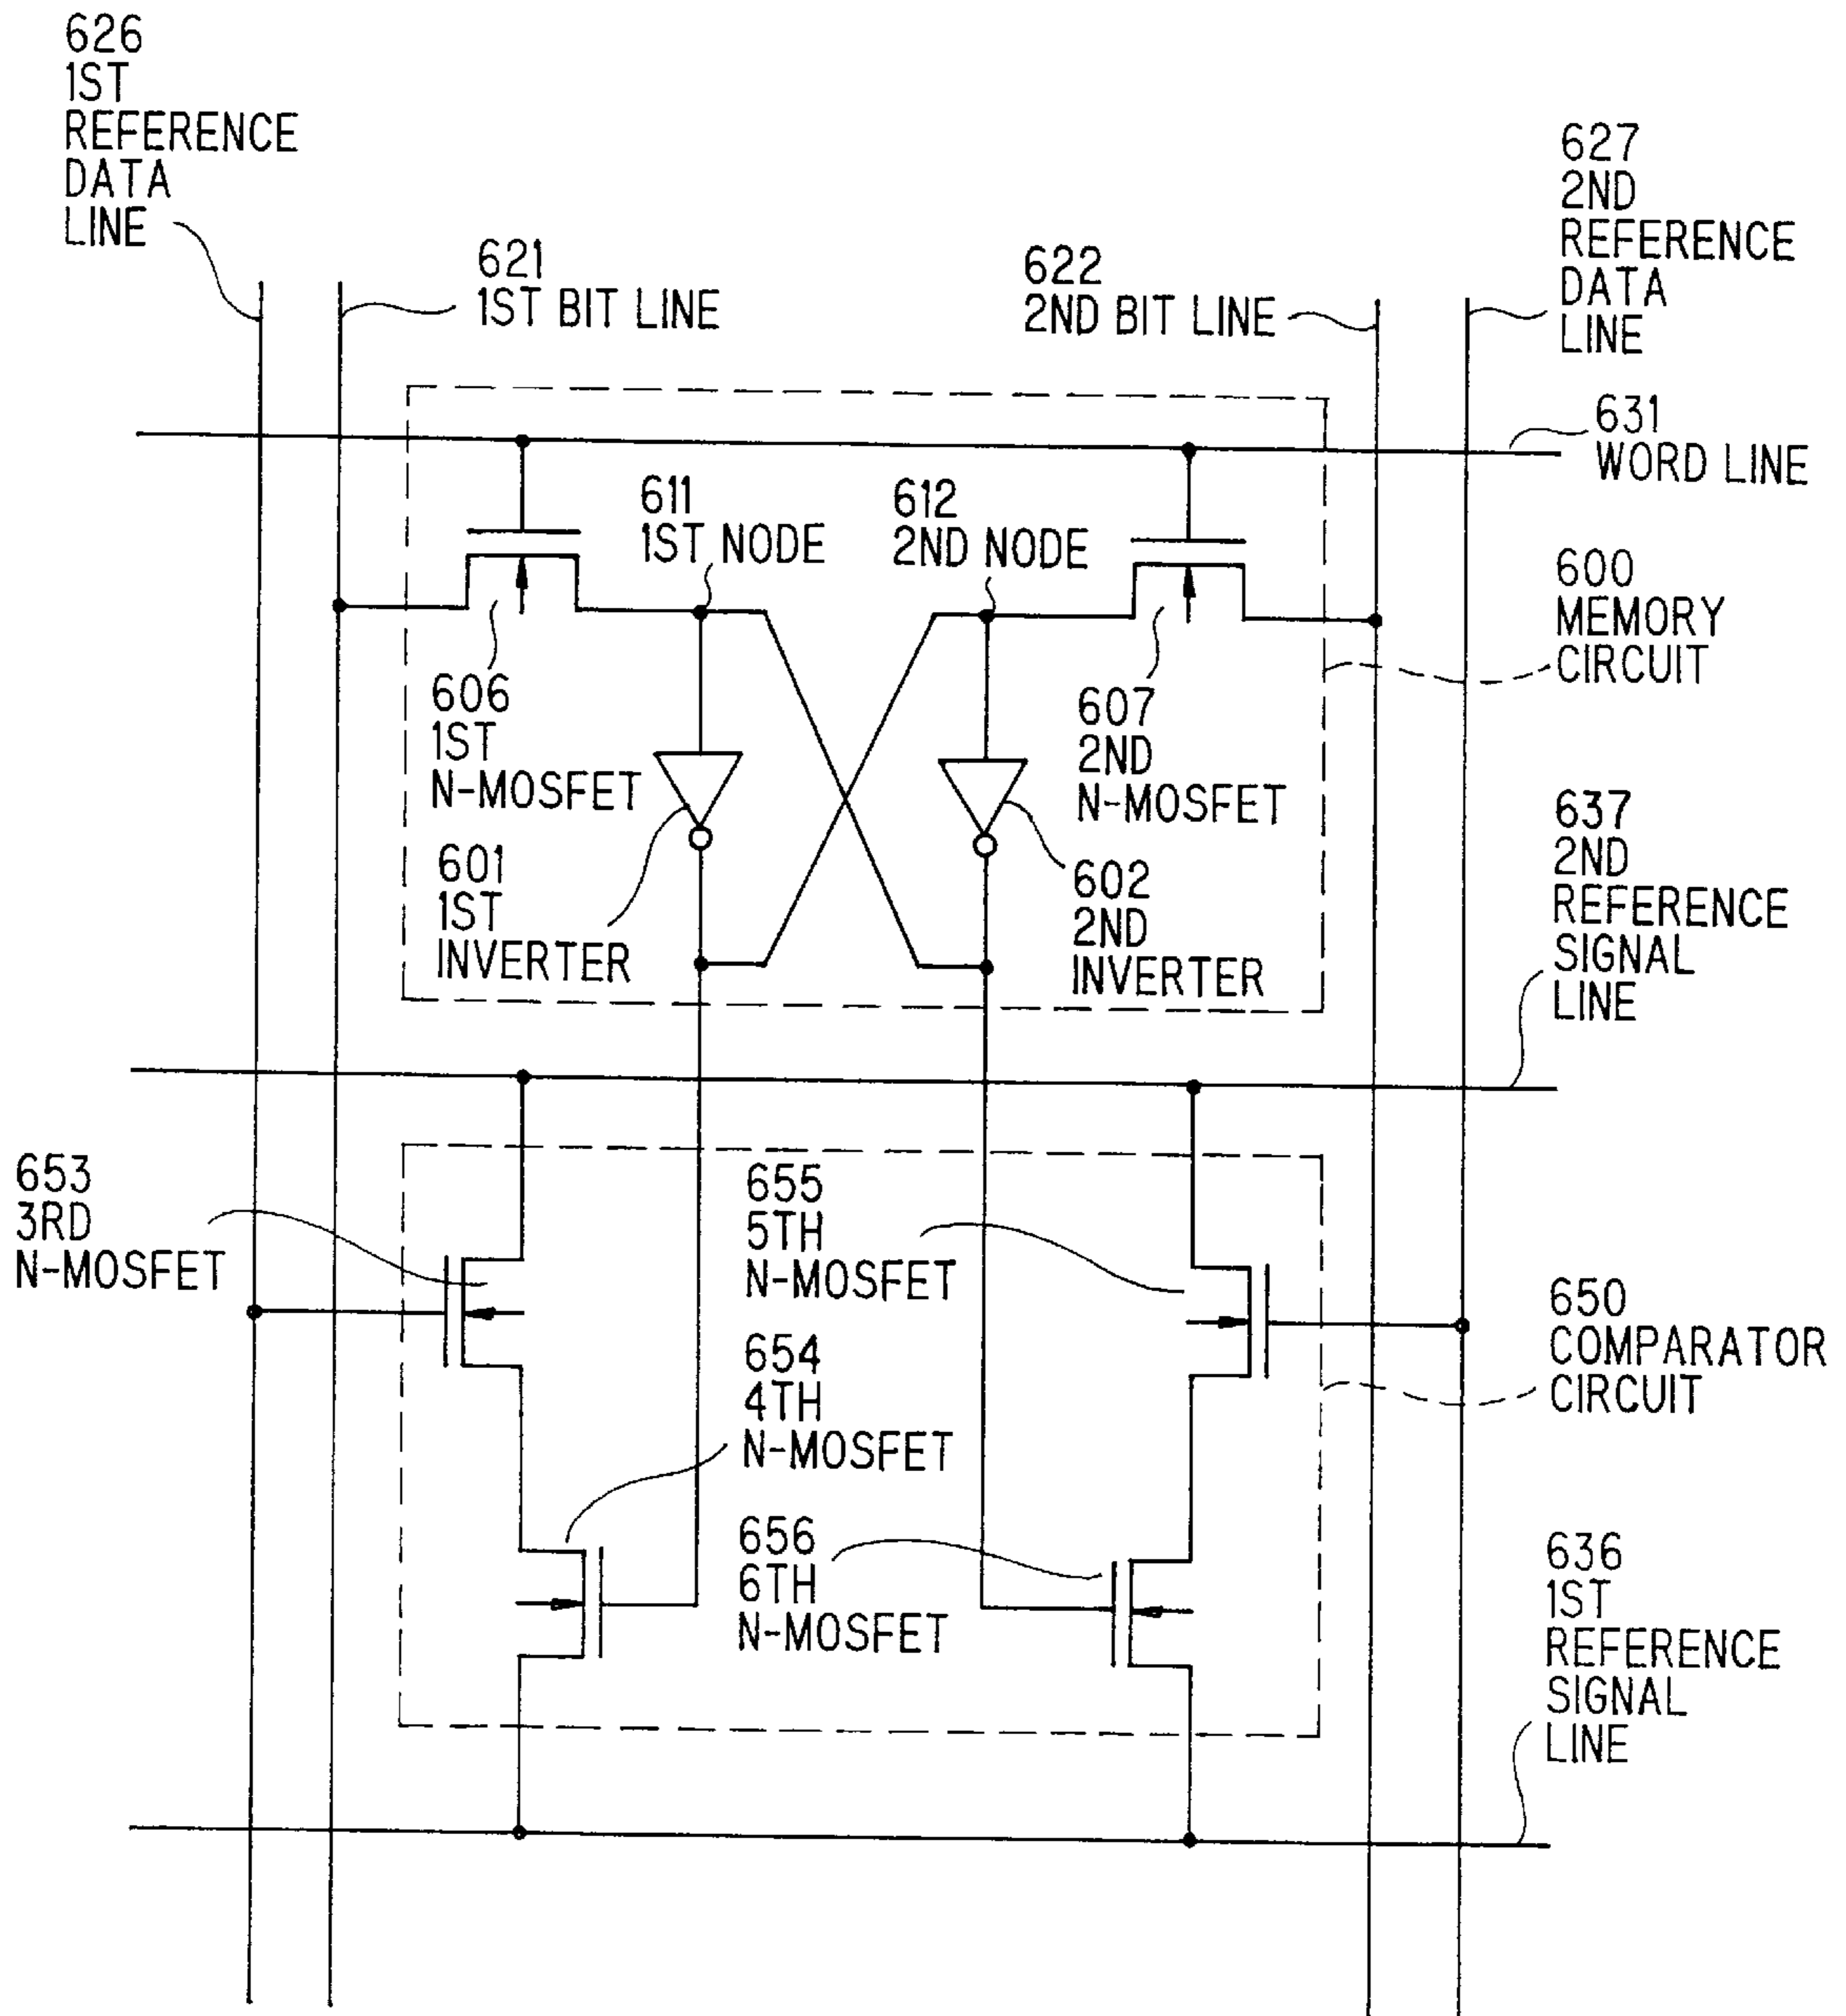 626
1ST
REFERENCE
DATA
LINE
621
1ST BIT LINE
622
2ND BIT LINE
627
2ND
REFERENCE
DATA
LINE
631
WORD LINE
611
1ST NODE
612
2ND NODE
600
MEMORY
CIRCUIT
606
1ST
N-MOSFET
607
2ND
N-MOSFET
601
1ST
INVERTER
602
2ND
INVERTER
637
2ND
REFERENCE
SIGNAL
LINE
653
3RD
N-MOSFET
655
5TH
N-MOSFET
650
COMPARATOR
CIRCUIT
654
4TH
N-MOSFET
656
6TH
N-MOSFET
636
1ST
REFERENCE
SIGNAL
LINE